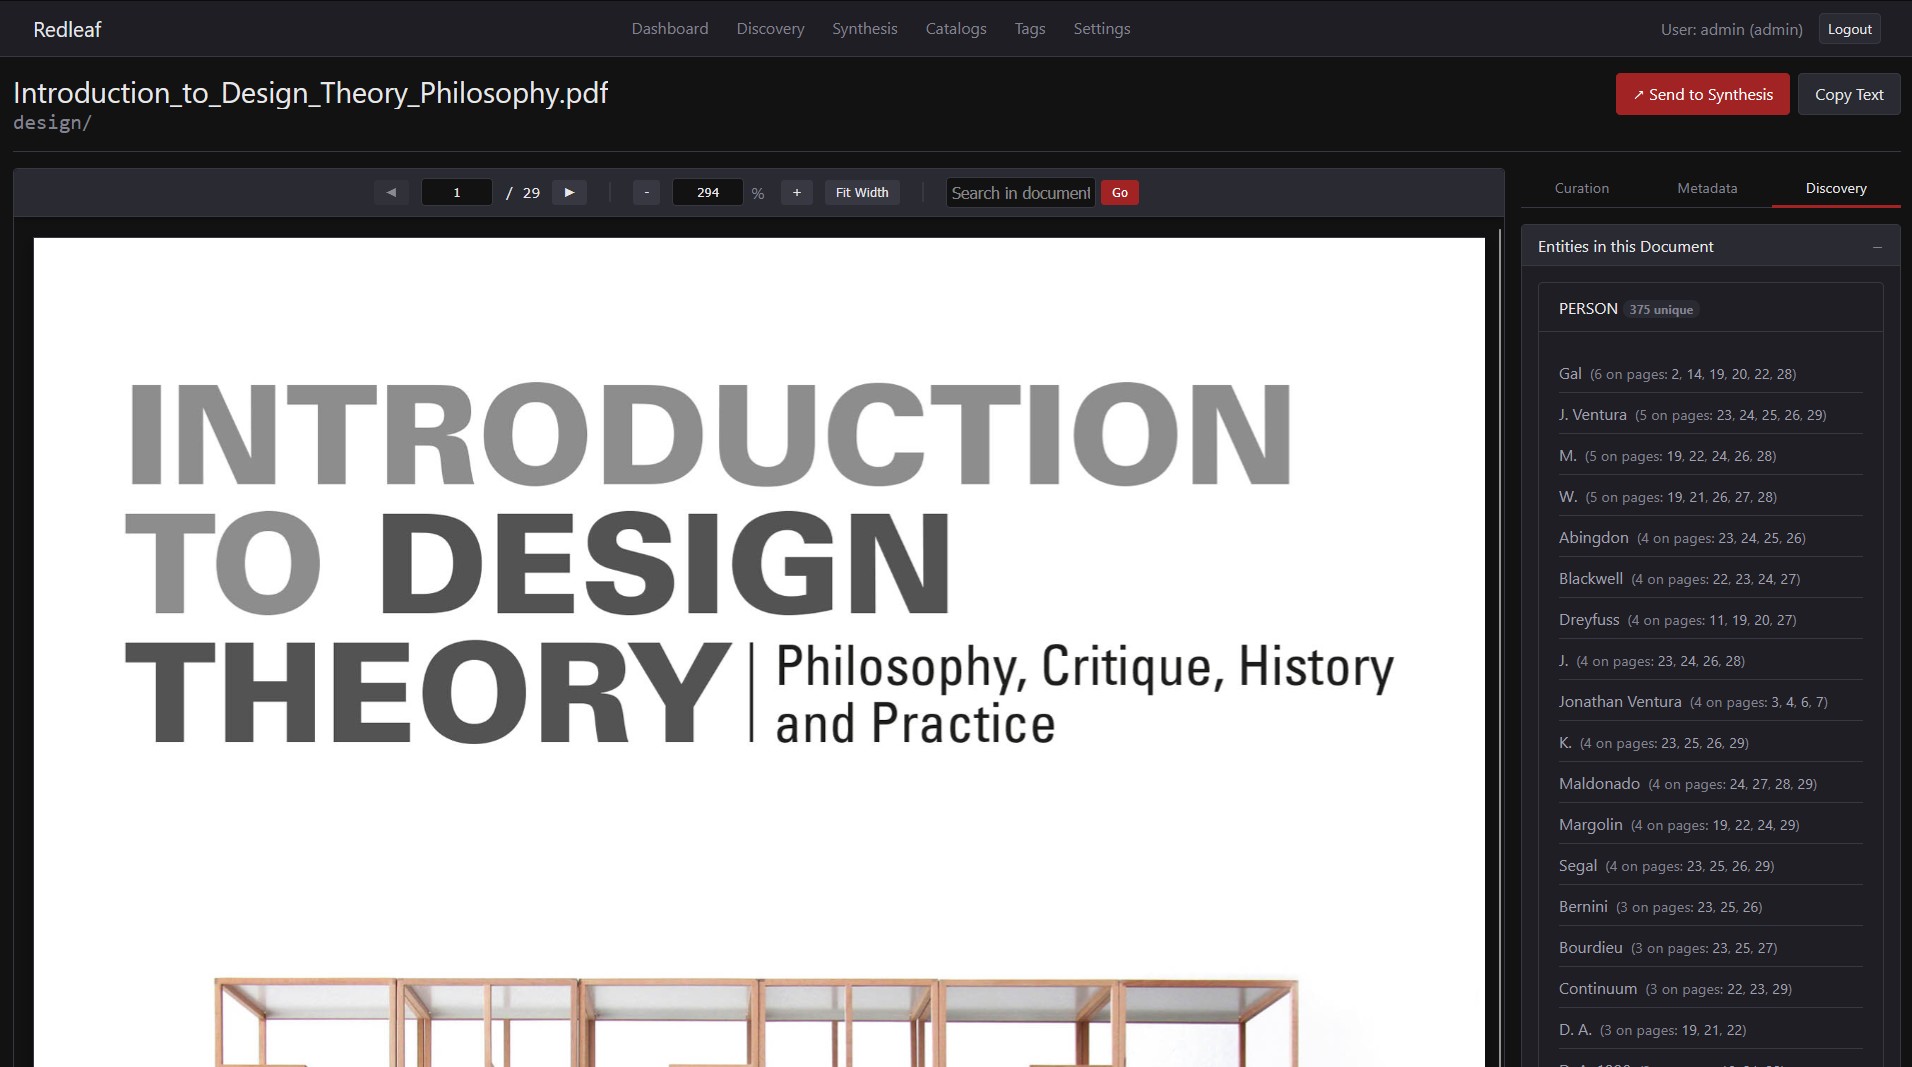 Redleaf
Dashboard Discovery Synthesis Catalogs Tags Settings
User: admin (admin) Logout
Introduction_to_Design_Theory_Philosophy.pdf
design/
↗ Send to Synthesis Copy Text
◀ 1 / 29 ▶ - 294 % + Fit Width Search in document Go
INTRODUCTION
TO DESIGN
THEORY
Philosophy, Critique, History
and Practice
Curation Metadata Discovery
Entities in this Document –
PERSON 375 unique
Gal (6 on pages: 2, 14, 19, 20, 22, 28)
J. Ventura (5 on pages: 23, 24, 25, 26, 29)
M. (5 on pages: 19, 22, 24, 26, 28)
W. (5 on pages: 19, 21, 26, 27, 28)
Abingdon (4 on pages: 23, 24, 25, 26)
Blackwell (4 on pages: 22, 23, 24, 27)
Dreyfuss (4 on pages: 11, 19, 20, 27)
J. (4 on pages: 23, 24, 26, 28)
Jonathan Ventura (4 on pages: 3, 4, 6, 7)
K. (4 on pages: 23, 25, 26, 29)
Maldonado (4 on pages: 24, 27, 28, 29)
Margolin (4 on pages: 19, 22, 24, 29)
Segal (4 on pages: 23, 25, 26, 29)
Bernini (3 on pages: 23, 25, 26)
Bourdieu (3 on pages: 23, 25, 27)
Continuum (3 on pages: 22, 23, 29)
D. A. (3 on pages: 19, 21, 22)